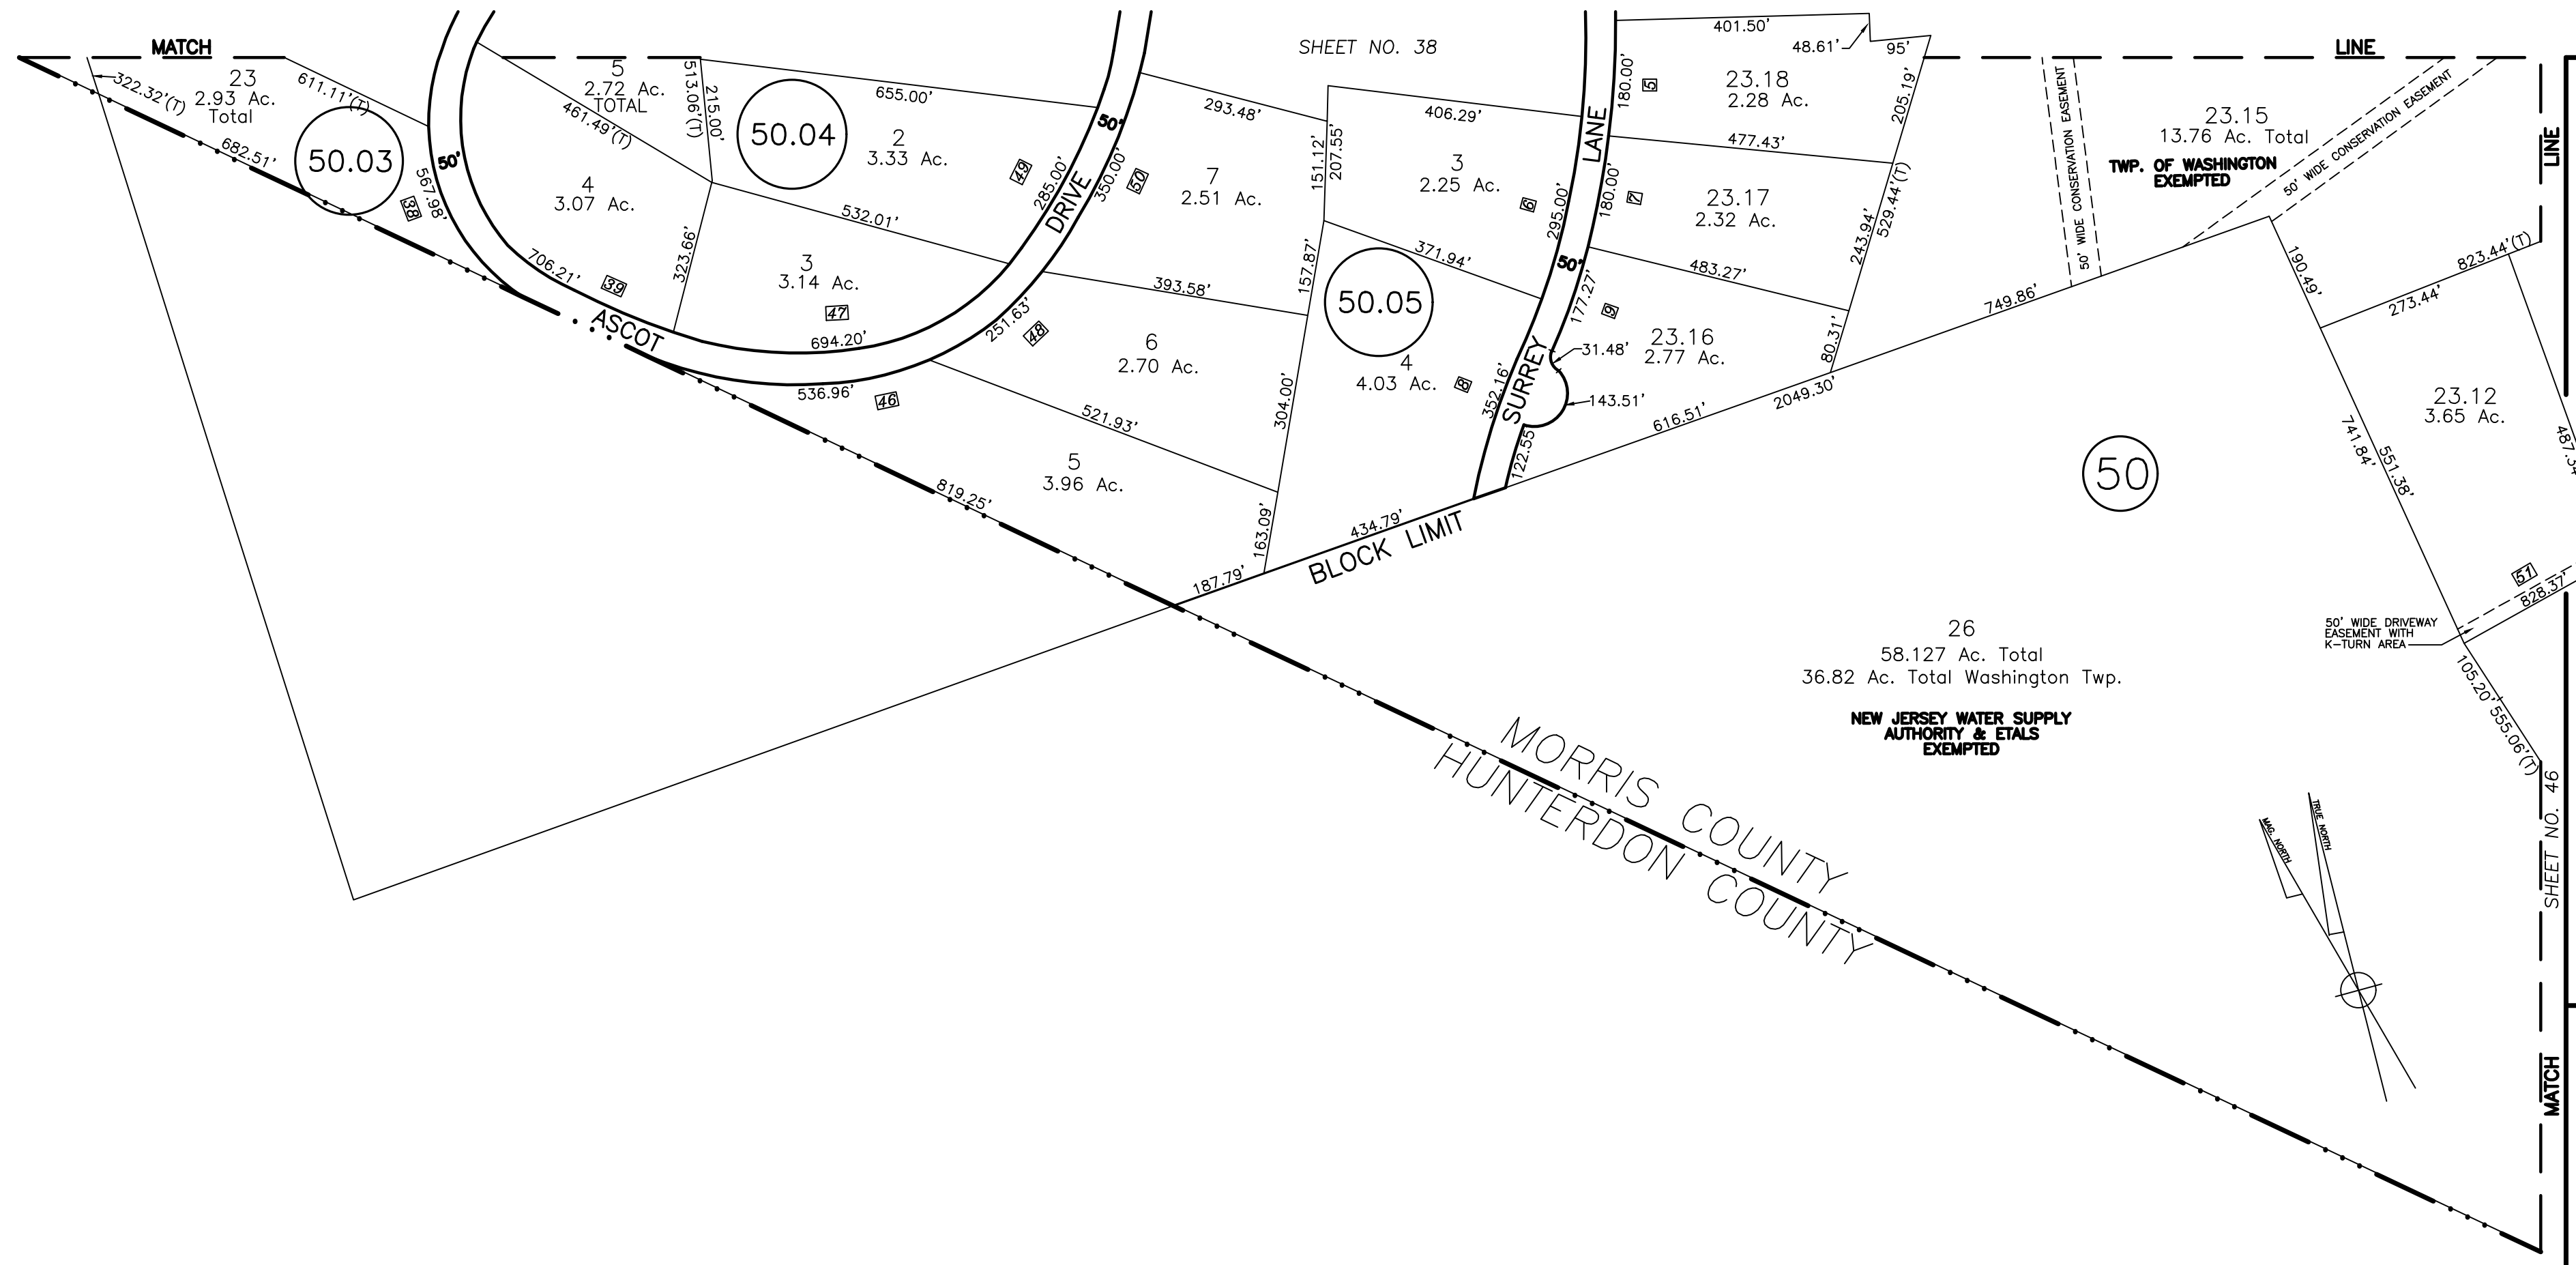 MATCH
SHEET NO. 38
LINE
LINE
322.32'(T)
23
2.93 Ac.
Total
611.11'(T)
682.51'
50.03
38
567.98'
50'
5
2.72 Ac.
TOTAL
461.49'(T)
513.06'(T)
215.00'
50.04
655.00'
2
3.33 Ac.
49
285.00'
50'
350.00'
50
DRIVE
4
3.07 Ac.
706.21'
39
323.66'
532.01'
3
3.14 Ac.
47
694.20'
ASCOT
251.63'
48
536.96'
46
293.48'
7
2.51 Ac.
151.12'
207.55'
393.58'
157.87'
6
2.70 Ac.
521.93'
304.00'
5
3.96 Ac.
819.25'
163.09'
187.79'
406.29'
3
2.25 Ac.
6
295.00'
371.94'
50.05
4
4.03 Ac.
8
352.16'
434.79'
BLOCK LIMIT
LANE
50'
SURREY
401.50'
48.61'
95'
180.00'
5
23.18
2.28 Ac.
205.19'
477.43'
180.00'
7
23.17
2.32 Ac.
243.94'
529.44'(T)
483.27'
177.27'
9
23.16
2.77 Ac.
80.31'
31.48'
143.51'
122.55'
616.51'
2049.30'
749.86'
50' WIDE CONSERVATION EASEMENT
50' WIDE CONSERVATION EASEMENT
23.15
13.76 Ac. Total
TWP. OF WASHINGTON
EXEMPTED
190.49'
823.44'(T)
273.44'
23.12
3.65 Ac.
741.84'
551.38'
487.34
50
51
828.37'
50' WIDE DRIVEWAY
EASEMENT WITH
K-TURN AREA
105.20'
555.06'(T)
26
58.127 Ac. Total
36.82 Ac. Total Washington Twp.
NEW JERSEY WATER SUPPLY
AUTHORITY & ETALS
EXEMPTED
MORRIS COUNTY
HUNTERDON COUNTY
MAG. NORTH
TRUE NORTH
SHEET NO. 46
MATCH